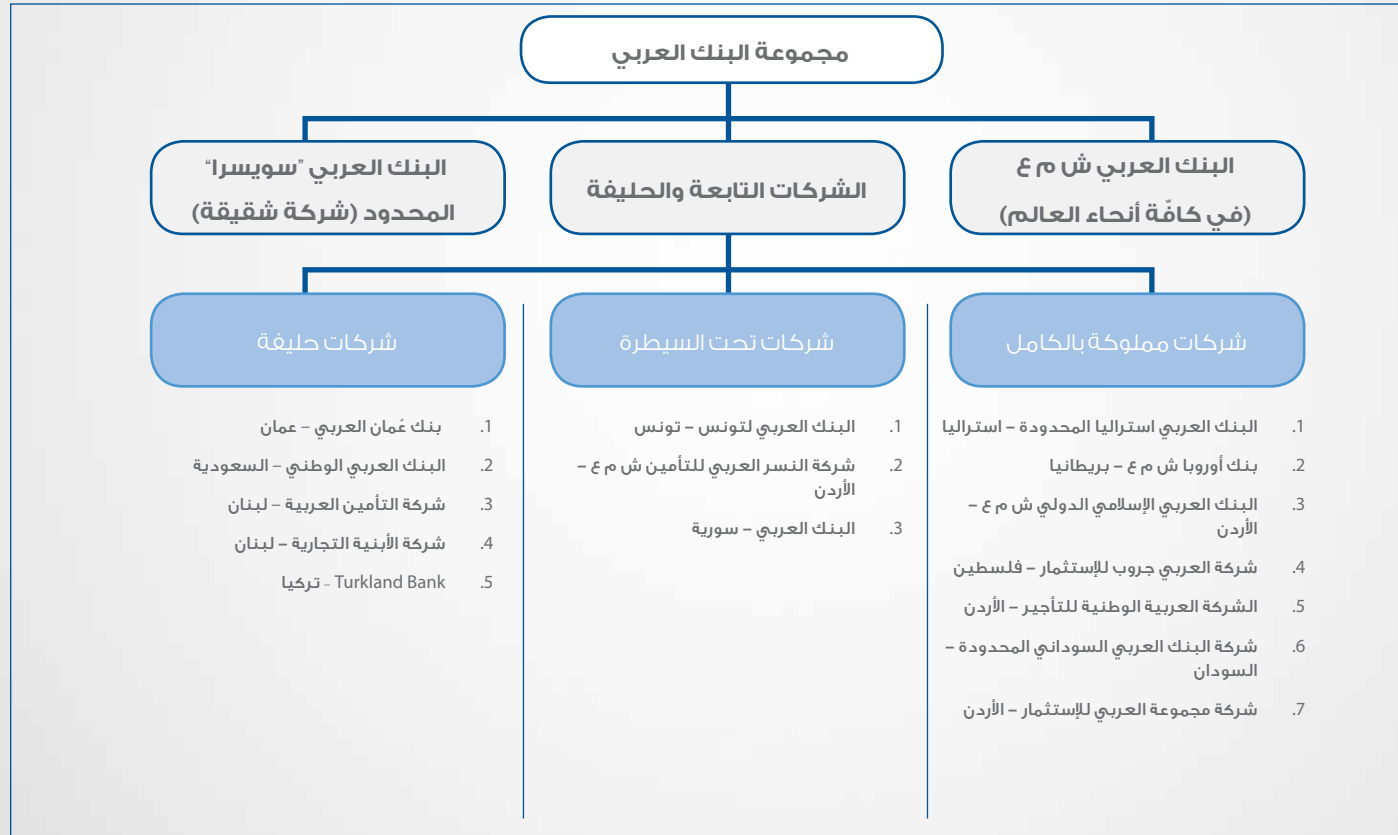 مجموعة البنك العربي
البنك العربي ش م ع
(في كافّة أنحاء العالم)
الشركات التابعة والحليفة
البنك العربي "سويسرا"
المحدود (شركة شقيقة)
شركات مملوكة بالكامل
1. البنك العربي استراليا المحدودة – استراليا
2. بنك أوروبا ش م ع – بريطانيا
3. البنك العربي الإسلامي الدولي ش م ع –
الأردن
4. شركة العربي جروب للإستثمار – فلسطين
5. الشركة العربية الوطنية للتأجير – الأردن
6. شركة البنك العربي السوداني المحدودة –
السودان
7. شركة مجموعة العربي للإستثمار – الأردن
شركات تحت السيطرة
1. البنك العربي لتونس – تونس
2. شركة النسر العربي للتأمين ش م ع –
الأردن
3. البنك العربي – سورية
شركات حليفة
1. بنك عُمان العربي – عمان
2. البنك العربي الوطني – السعودية
3. شركة التأمين العربية – لبنان
4. شركة الأبنية التجارية – لبنان
5. Turkland Bank - تركيا